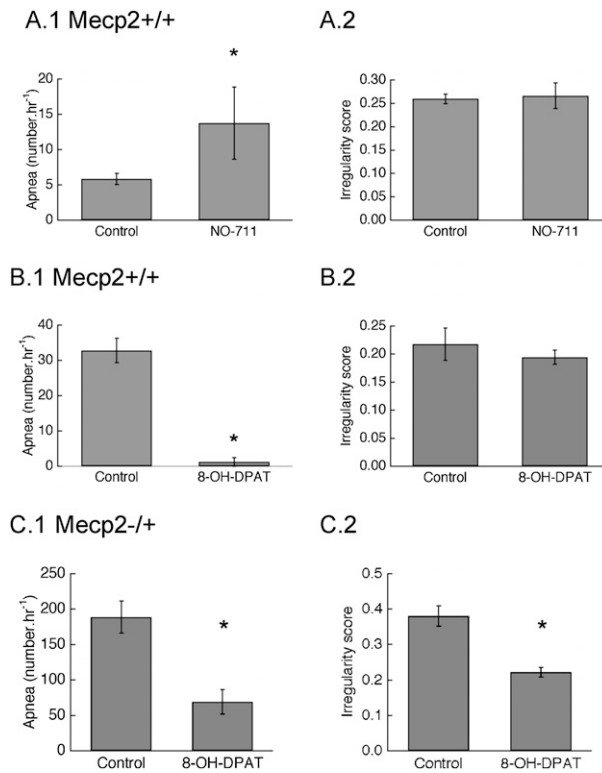 A.1 Mecp2+/+
A.2
*
Apnea (number.hr-1)
20
15
10
5
0
Control
NO-711
Irregularity score
0.30
0.25
0.20
0.15
0.10
0.05
0.00
Control
NO-711
B.1 Mecp2+/+
B.2
Apnea (number.hr-1)
40
30
20
10
0
*
Control
8-OH-DPAT
Irregularity score
0.25
0.20
0.15
0.10
0.05
0.00
Control
8-OH-DPAT
C.1 Mecp2-/+
C.2
Apnea (number.hr-1)
250
200
150
100
50
0
*
Control
8-OH-DPAT
Irregularity score
0.5
0.4
0.3
0.2
0.1
0.0
*
Control
8-OH-DPAT